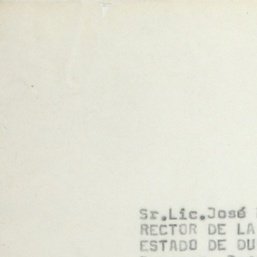 Sr.Lic.José
RECTOR DE LA
ESTADO DE DU